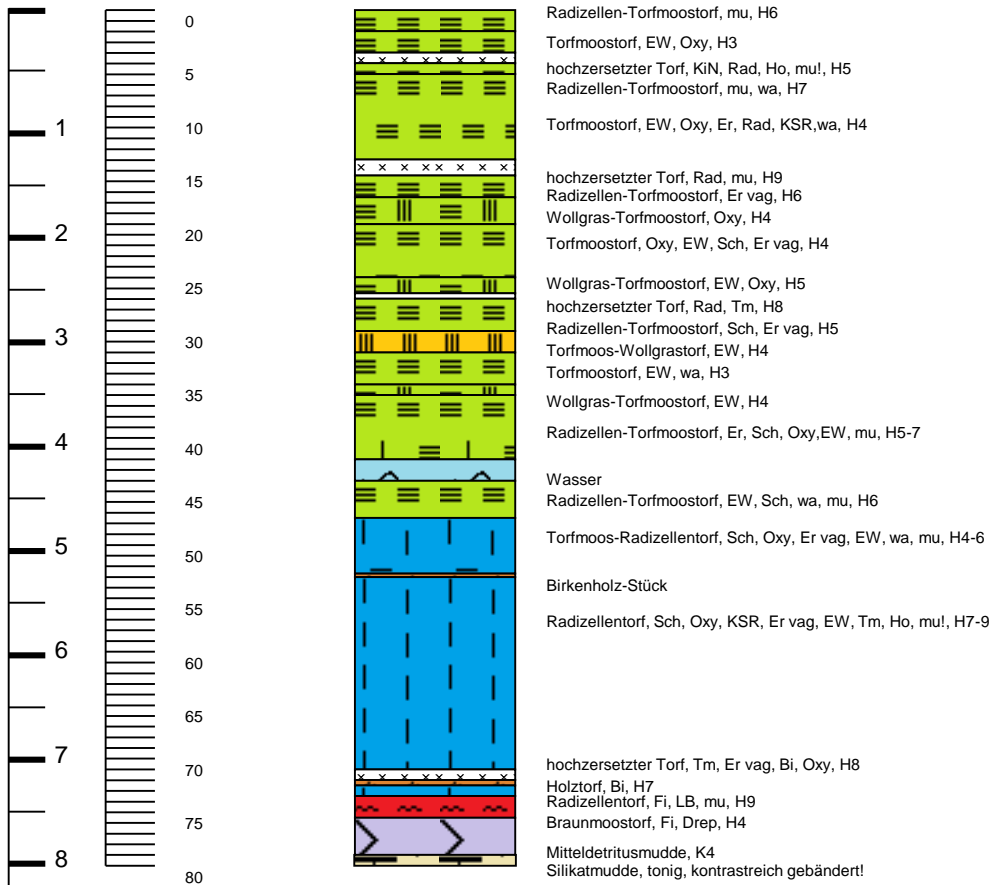 0
5
10
15
20
25
30
35
40
45
50
55
60
65
70
75
80
1
2
3
4
5
6
7
8
Radizellen-Torfmoostorf, mu, H6
Torfmoostorf, EW, Oxy, H3
hochzersetzter Torf, KiN, Rad, Ho, mu!, H5
Radizellen-Torfmoostorf, mu, wa, H7
Torfmoostorf, EW, Oxy, Er, Rad, KSR,wa, H4
hochzersetzter Torf, Rad, mu, H9
Radizellen-Torfmoostorf, Er vag, H6
Wollgras-Torfmoostorf, Oxy, H4
Torfmoostorf, Oxy, EW, Sch, Er vag, H4
Wollgras-Torfmoostorf, EW, Oxy, H5
hochzersetzter Torf, Rad, Tm, H8
Radizellen-Torfmoostorf, Sch, Er vag, H5
Torfmoos-Wollgrastorf, EW, H4
Torfmoostorf, EW, wa, H3
Wollgras-Torfmoostorf, EW, H4
Radizellen-Torfmoostorf, Er, Sch, Oxy,EW, mu, H5-7
Wasser
Radizellen-Torfmoostorf, EW, Sch, wa, mu, H6
Torfmoos-Radizellentorf, Sch, Oxy, Er vag, EW, wa, mu, H4-6
Birkenholz-Stück
Radizellentorf, Sch, Oxy, KSR, Er vag, EW, Tm, Ho, mu!, H7-9
hochzersetzter Torf, Tm, Er vag, Bi, Oxy, H8
Holztorf, Bi, H7
Radizellentorf, Fi, LB, mu, H9
Braunmoostorf, Fi, Drep, H4
Mitteldetritusmudde, K4
Silikatmudde, tonig, kontrastreich gebändert!